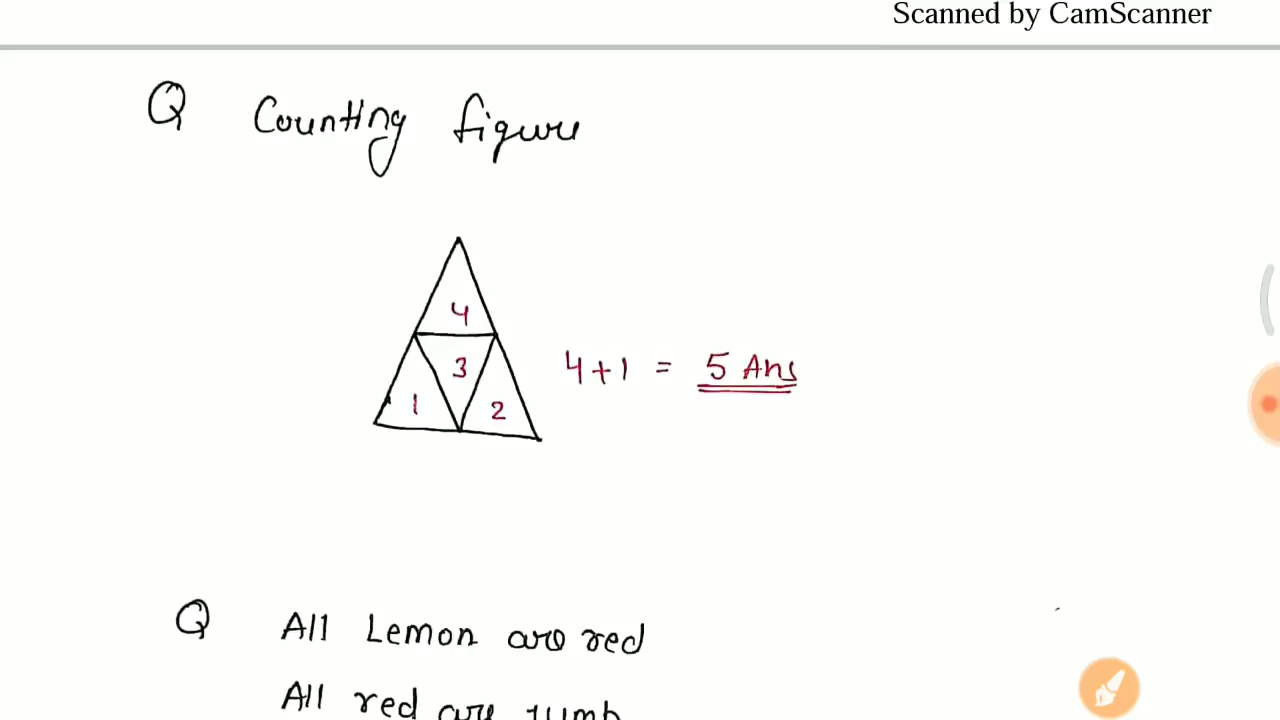 Scanned by CamScanner
Q Counting figure
4
3
1 2
4+1 = 5 Ans
Q All Lemon are red
All red are